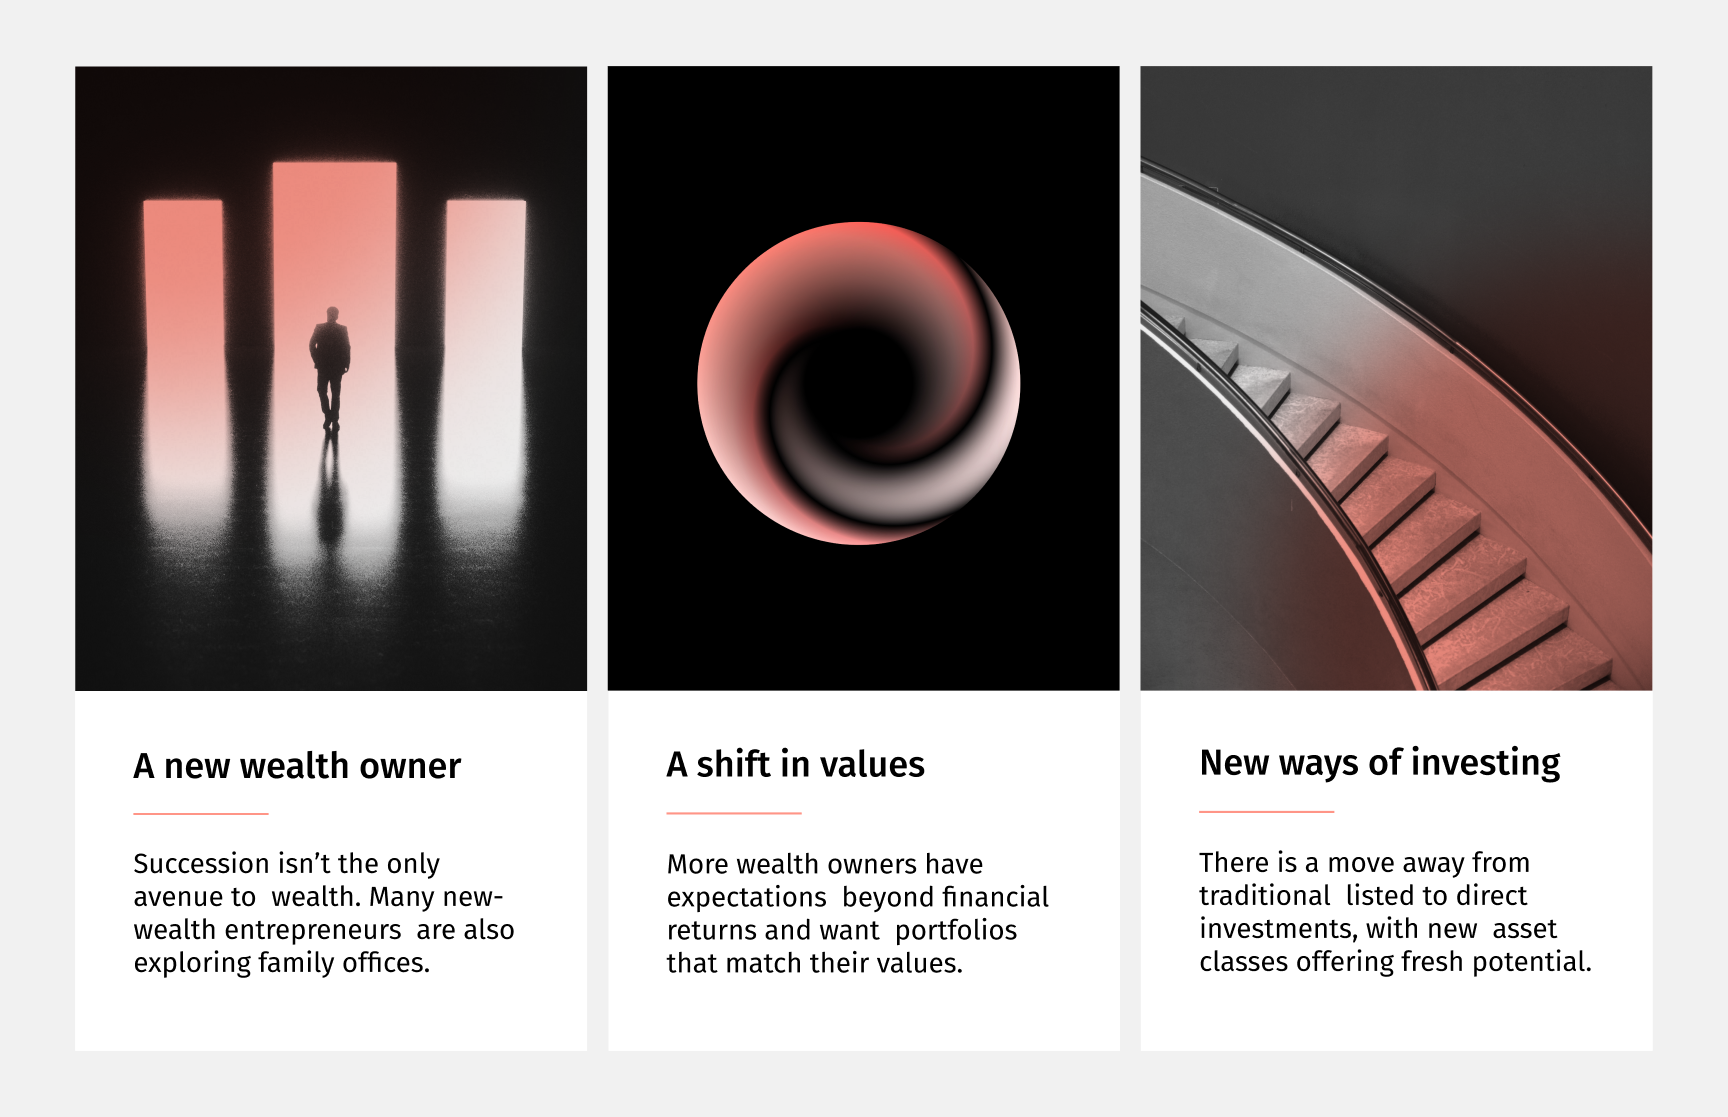 A new wealth owner
Succession isn’t the only
avenue to  wealth. Many new-
wealth entrepreneurs  are also
exploring family offices.
A shift in values
More wealth owners have
expectations  beyond financial
returns and want  portfolios
that match their values.
New ways of investing
There is a move away from
traditional  listed to direct
investments, with new  asset
classes offering fresh potential.